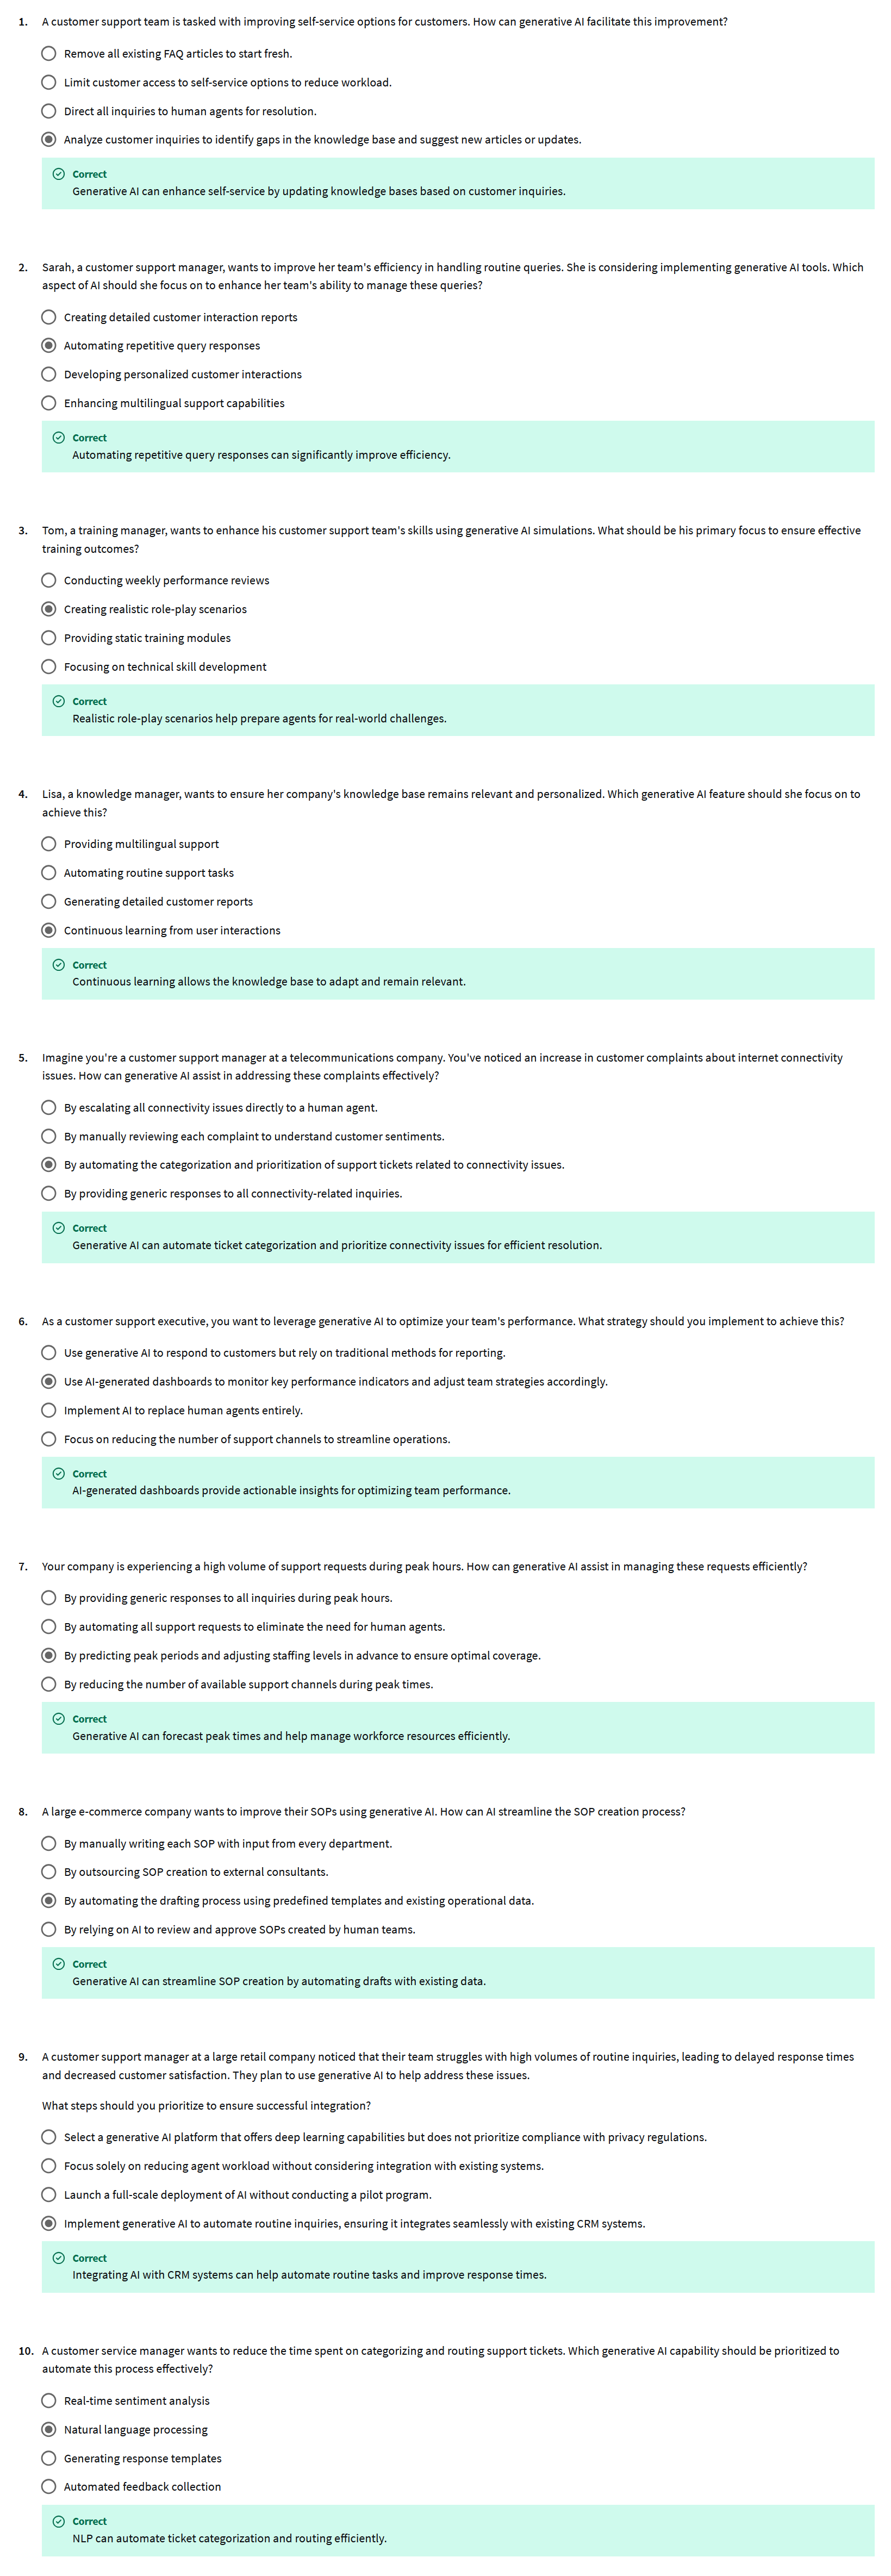 1. A customer support team is tasked with improving self-service options for customers. How can generative AI facilitate this improvement?
Remove all existing FAQ articles to start fresh.
Limit customer access to self-service options to reduce workload.
Direct all inquiries to human agents for resolution.
Analyze customer inquiries to identify gaps in the knowledge base and suggest new articles or updates.
Correct
Generative AI can enhance self-service by updating knowledge bases based on customer inquiries.
2. Sarah, a customer support manager, wants to improve her team's efficiency in handling routine queries. She is considering implementing generative AI tools. Which
aspect of AI should she focus on to enhance her team's ability to manage these queries?
Creating detailed customer interaction reports
Automating repetitive query responses
Developing personalized customer interactions
Enhancing multilingual support capabilities
Correct
Automating repetitive query responses can significantly improve efficiency.
3. Tom, a training manager, wants to enhance his customer support team's skills using generative AI simulations. What should be his primary focus to ensure effective
training outcomes?
Conducting weekly performance reviews
Creating realistic role-play scenarios
Providing static training modules
Focusing on technical skill development
Correct
Realistic role-play scenarios help prepare agents for real-world challenges.
4. Lisa, a knowledge manager, wants to ensure her company's knowledge base remains relevant and personalized. Which generative AI feature should she focus on to
achieve this?
Providing multilingual support
Automating routine support tasks
Generating detailed customer reports
Continuous learning from user interactions
Correct
Continuous learning allows the knowledge base to adapt and remain relevant.
5. Imagine you're a customer support manager at a telecommunications company. You've noticed an increase in customer complaints about internet connectivity
issues. How can generative AI assist in addressing these complaints effectively?
By escalating all connectivity issues directly to a human agent.
By manually reviewing each complaint to understand customer sentiments.
By automating the categorization and prioritization of support tickets related to connectivity issues.
By providing generic responses to all connectivity-related inquiries.
Correct
Generative AI can automate ticket categorization and prioritize connectivity issues for efficient resolution.
6. As a customer support executive, you want to leverage generative AI to optimize your team's performance. What strategy should you implement to achieve this?
Use generative AI to respond to customers but rely on traditional methods for reporting.
Use AI-generated dashboards to monitor key performance indicators and adjust team strategies accordingly.
Implement AI to replace human agents entirely.
Focus on reducing the number of support channels to streamline operations.
Correct
AI-generated dashboards provide actionable insights for optimizing team performance.
7. Your company is experiencing a high volume of support requests during peak hours. How can generative AI assist in managing these requests efficiently?
By providing generic responses to all inquiries during peak hours.
By automating all support requests to eliminate the need for human agents.
By predicting peak periods and adjusting staffing levels in advance to ensure optimal coverage.
By reducing the number of available support channels during peak times.
Correct
Generative AI can forecast peak times and help manage workforce resources efficiently.
8. A large e-commerce company wants to improve their SOPs using generative AI. How can AI streamline the SOP creation process?
By manually writing each SOP with input from every department.
By outsourcing SOP creation to external consultants.
By automating the drafting process using predefined templates and existing operational data.
By relying on AI to review and approve SOPs created by human teams.
Correct
Generative AI can streamline SOP creation by automating drafts with existing data.
9. A customer support manager at a large retail company noticed that their team struggles with high volumes of routine inquiries, leading to delayed response times
and decreased customer satisfaction. They plan to use generative AI to help address these issues.
What steps should you prioritize to ensure successful integration?
Select a generative AI platform that offers deep learning capabilities but does not prioritize compliance with privacy regulations.
Focus solely on reducing agent workload without considering integration with existing systems.
Launch a full-scale deployment of AI without conducting a pilot program.
Implement generative AI to automate routine inquiries, ensuring it integrates seamlessly with existing CRM systems.
Correct
Integrating AI with CRM systems can help automate routine tasks and improve response times.
10. A customer service manager wants to reduce the time spent on categorizing and routing support tickets. Which generative AI capability should be prioritized to
automate this process effectively?
Real-time sentiment analysis
Natural language processing
Generating response templates
Automated feedback collection
Correct
NLP can automate ticket categorization and routing efficiently.